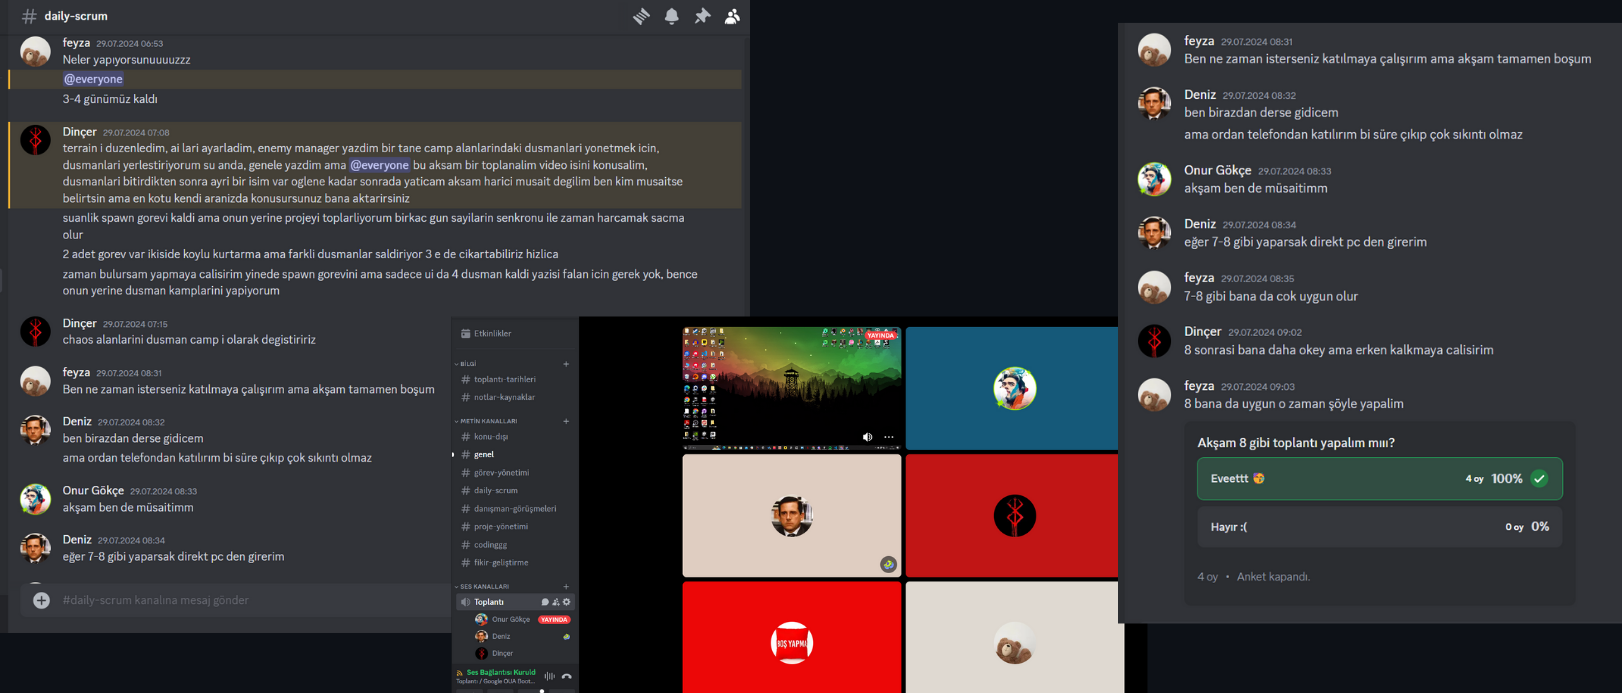 daily-scrum
feyza 29.07.2024 06:53
Neler yapıyorsunuuuuzzz
@everyone
3-4 günümüz kaldı
Dinçer 29.07.2024 07:08
terrain i duzenledim, ai lari ayarladim, enemy manager yazdim bir tane camp alanlarindaki dusmanlari yonetmek icin,
dusmanlari yerlestiriyorum su anda, genele yazdim ama @everyone bu aksam bir toplanalim video isini konusalim,
dusmanlari bitirdikten sonra ayri bir isim var oglene kadar sonrada yaticam aksam harici musait degilim ben kim musaitse
belirtsin ama en kotu kendi aranizda konusursunuz bana aktarirsiniz
suanlik spawn gorevi kaldi ama onun yerine projeyi toparliyorum birkac gun sayilarin senkronu ile zaman harcamak sacma
olur
2 adet gorev var ikiside koylu kurtarma ama farkli dusmanlar saldiriyor 3 e de cikartabiliriz hizlica
zaman bulursam yapmaya calisirim yinede spawn gorevini ama sadece ui da 4 dusman kaldi yazisi falan icin gerek yok, bence
onun yerine dusman kamplarini yapiyorum
Dinçer 29.07.2024 07:15
chaos alanlarini dusman camp i olarak degistiririz
feyza 29.07.2024 08:31
Ben ne zaman isterseniz katılmaya çalışırım ama akşam tamamen boşum
Deniz 29.07.2024 08:32
ben birazdan derse gidicem
ama ordan telefondan katılırım bi süre çıkıp çok sıkıntı olmaz
Onur Gökçe 29.07.2024 08:33
akşam ben de müsaitimm
Deniz 29.07.2024 08:34
eğer 7-8 gibi yaparsak direkt pc den girerim
#daily-scrum kanalına mesaj gönder
Etkinlikler
BİLGİ
toplantı-tarihleri
notlar-kaynaklar
METİN KANALLARI
konu-dışı
genel
görev-yönetimi
daily-scrum
danışman-görüşmeleri
proje-yönetimi
codinggg
fikir-geliştirme
SES KANALLARI
Toplantı
Onur Gökçe YAYINDA
Deniz
Dinçer
Ses Bağlantısı Kuruld
Toplantı / Google OUA Boot...
YAYINDA
BOŞ YAPMA
feyza 29.07.2024 08:31
Ben ne zaman isterseniz katılmaya çalışırım ama akşam tamamen boşum
Deniz 29.07.2024 08:32
ben birazdan derse gidicem
ama ordan telefondan katılırım bi süre çıkıp çok sıkıntı olmaz
Onur Gökçe 29.07.2024 08:33
akşam ben de müsaitimm
Deniz 29.07.2024 08:34
eğer 7-8 gibi yaparsak direkt pc den girerim
feyza 29.07.2024 08:35
7-8 gibi bana da cok uygun olur
Dinçer 29.07.2024 09:02
8 sonrasi bana daha okey ama erken kalkmaya calisirim
feyza 29.07.2024 09:03
8 bana da uygun o zaman şöyle yapalim
Akşam 8 gibi toplantı yapalım mııı?
Eveettt 🥳 4 oy 100%
Hayır :( 0 oy 0%
4 oy • Anket kapandı.